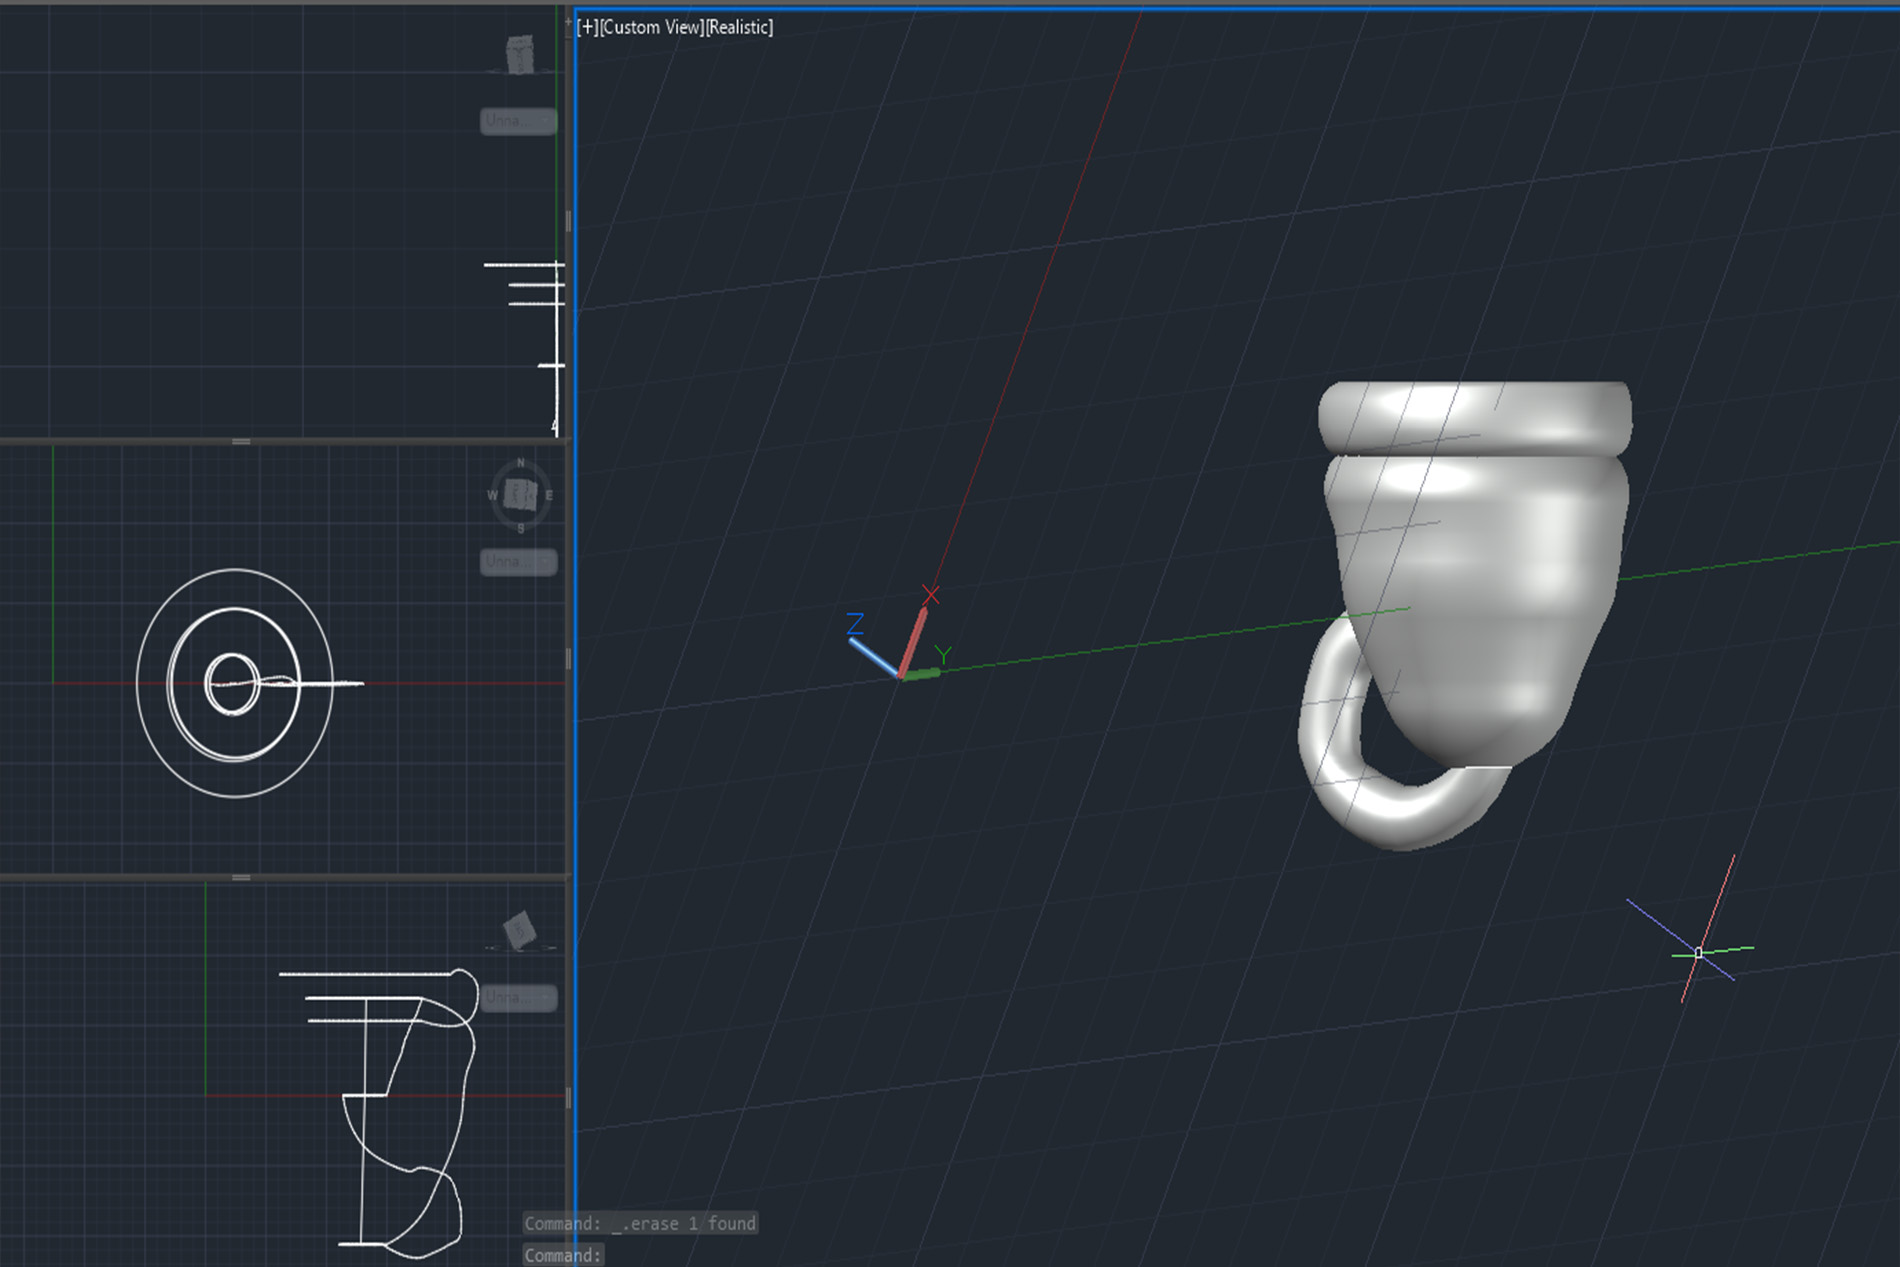 [+][Custom View][Realistic]
Unna...
X
Z
Y
N
W E
S
Unna...
Unna...
Command: _.erase 1 found
Command: